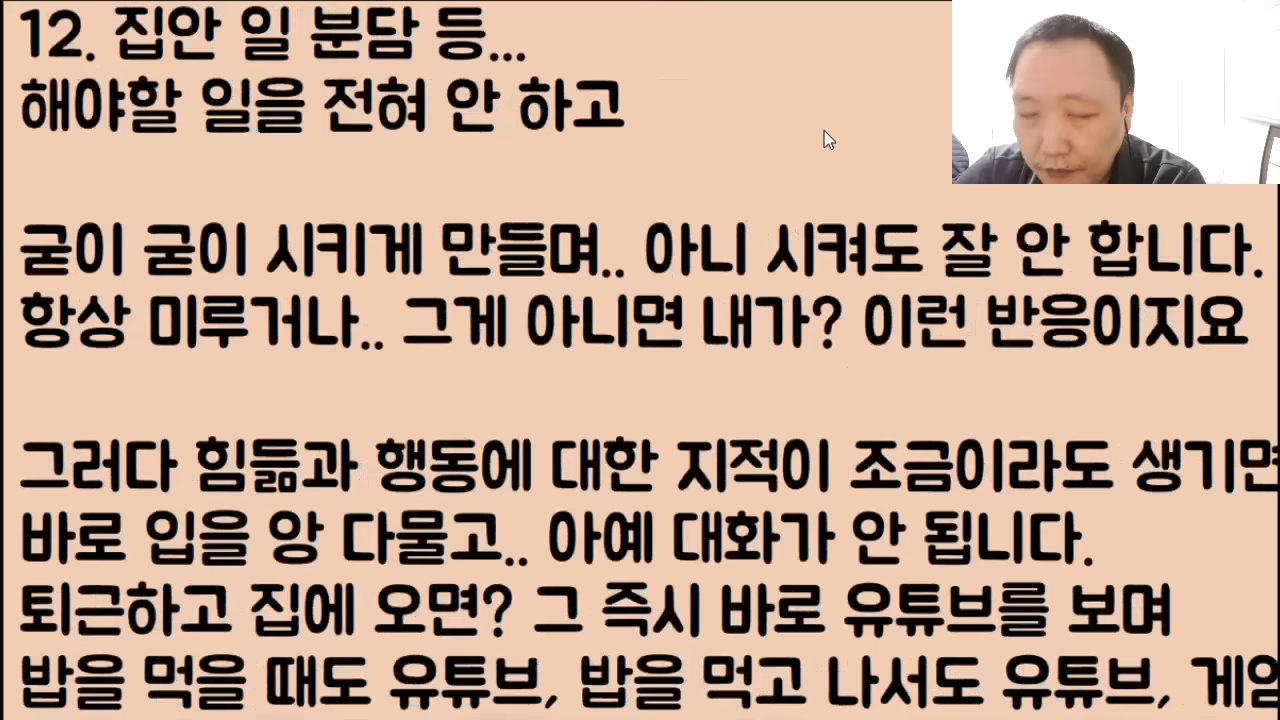 12. 집안 일 분담 등...
해야할 일을 전혀 안 하고
굳이 굳이 시키게 만들며.. 아니 시켜도 잘 안 합니다.
항상 미루거나.. 그게 아니면 내가? 이런 반응이지요
그러다 힘듦과 행동에 대한 지적이 조금이라도 생기면
바로 입을 앙 다물고.. 아예 대화가 안 됩니다.
퇴근하고 집에 오면? 그 즉시 바로 유튜브를 보며
밥을 먹을 때도 유튜브, 밥을 먹고 나서도 유튜브, 게임